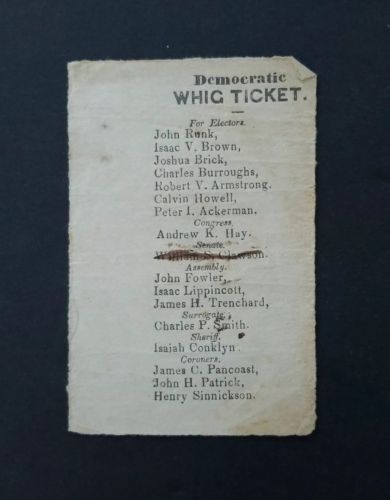 Democratic
WHIG TICKET.
For Electors.
John Runk,
Isaac V. Brown,
Joshua Brick,
Charles Burroughs,
Robert V. Armstrong.
Calvin Howell,
Peter I. Ackerman.
Congress.
Andrew K. Hay.
Senate.
William S. Clawson.
Assembly.
John Fowler,
Isaac Lippincott,
James H. Trenchard,
Surrogate.
Charles P. Smith.
Sheriff.
Isaiah Conklyn.
Coroners.
James C. Pancoast,
John H. Patrick,
Henry Sinnickson.